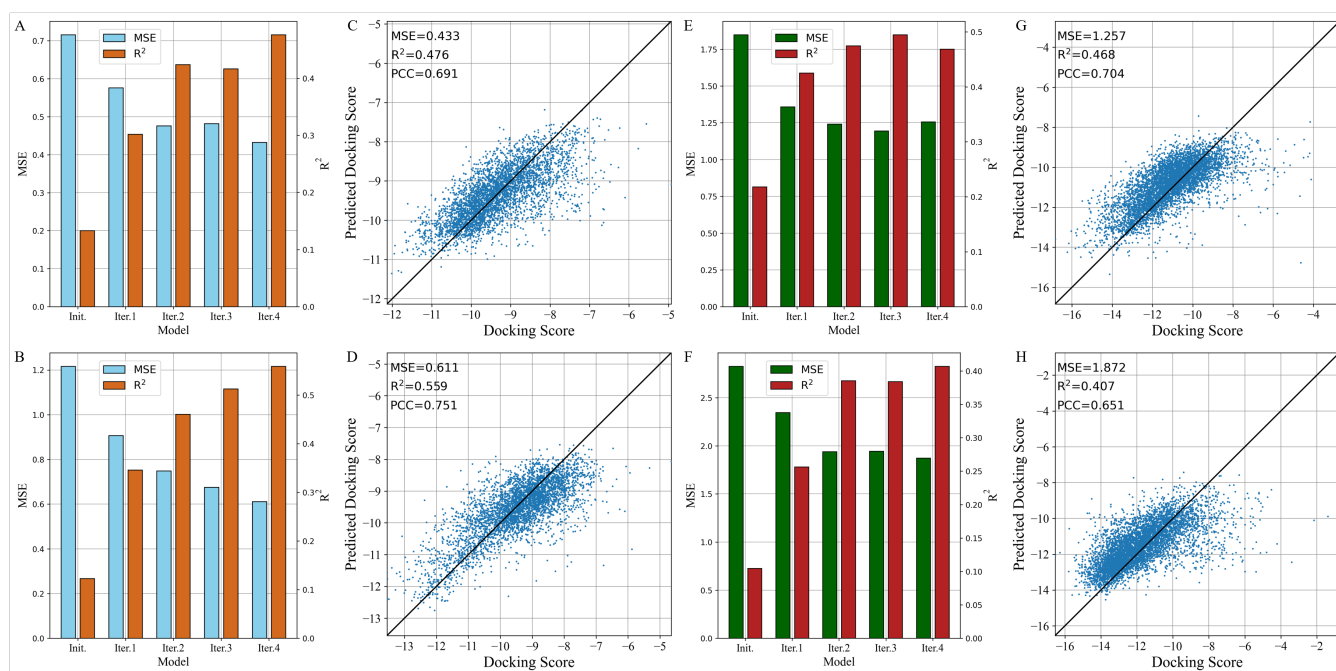 A
MSE
R²
0.7
0.6
0.5
0.4
0.3
0.2
0.1
0.0
MSE
0.4
0.3
0.2
0.1
0.0
R²
Init. Iter.1 Iter.2 Iter.3 Iter.4
Model
C
MSE=0.433
R²=0.476
PCC=0.691
−5
−6
−7
−8
−9
−10
−11
−12
Predicted Docking Score
−12 −11 −10 −9 −8 −7 −6 −5
Docking Score
E
MSE
R²
1.75
1.50
1.25
1.00
0.75
0.50
0.25
0.00
MSE
0.5
0.4
0.3
0.2
0.1
0.0
R²
Init. Iter.1 Iter.2 Iter.3 Iter.4
Model
G
MSE=1.257
R²=0.468
PCC=0.704
−4
−6
−8
−10
−12
−14
−16
Predicted Docking Score
−16 −14 −12 −10 −8 −6 −4
Docking Score
B
MSE
R²
1.2
1.0
0.8
0.6
0.4
0.2
0.0
MSE
0.5
0.4
0.3
0.2
0.1
0.0
R²
Init. Iter.1 Iter.2 Iter.3 Iter.4
Model
D
MSE=0.611
R²=0.559
PCC=0.751
−5
−6
−7
−8
−9
−10
−11
−12
−13
Predicted Docking Score
−13 −12 −11 −10 −9 −8 −7 −6 −5
Docking Score
F
MSE
R²
2.5
2.0
1.5
1.0
0.5
0.0
MSE
0.40
0.35
0.30
0.25
0.20
0.15
0.10
0.05
0.00
R²
Init. Iter.1 Iter.2 Iter.3 Iter.4
Model
H
MSE=1.872
R²=0.407
PCC=0.651
−2
−4
−6
−8
−10
−12
−14
−16
Predicted Docking Score
−16 −14 −12 −10 −8 −6 −4 −2
Docking Score